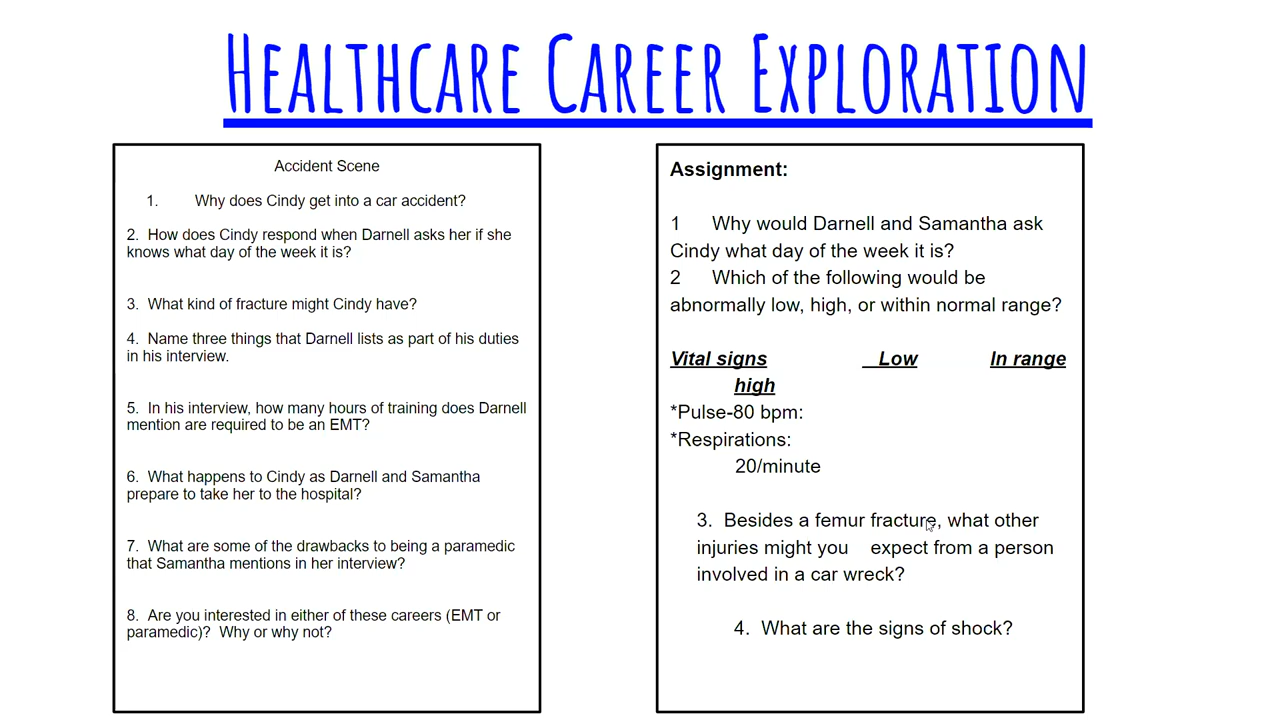 HEALTHCARE CAREER EXPLORATION
Accident Scene
1. Why does Cindy get into a car accident?
2. How does Cindy respond when Darnell asks her if she
knows what day of the week it is?
3. What kind of fracture might Cindy have?
4. Name three things that Darnell lists as part of his duties
in his interview.
5. In his interview, how many hours of training does Darnell
mention are required to be an EMT?
6. What happens to Cindy as Darnell and Samantha
prepare to take her to the hospital?
7. What are some of the drawbacks to being a paramedic
that Samantha mentions in her interview?
8. Are you interested in either of these careers (EMT or
paramedic)? Why or why not?
Assignment:
1 Why would Darnell and Samantha ask
Cindy what day of the week it is?
2 Which of the following would be
abnormally low, high, or within normal range?
Vital signs Low In range
high
*Pulse-80 bpm:
*Respirations:
20/minute
3. Besides a femur fracture, what other
injuries might you expect from a person
involved in a car wreck?
4. What are the signs of shock?